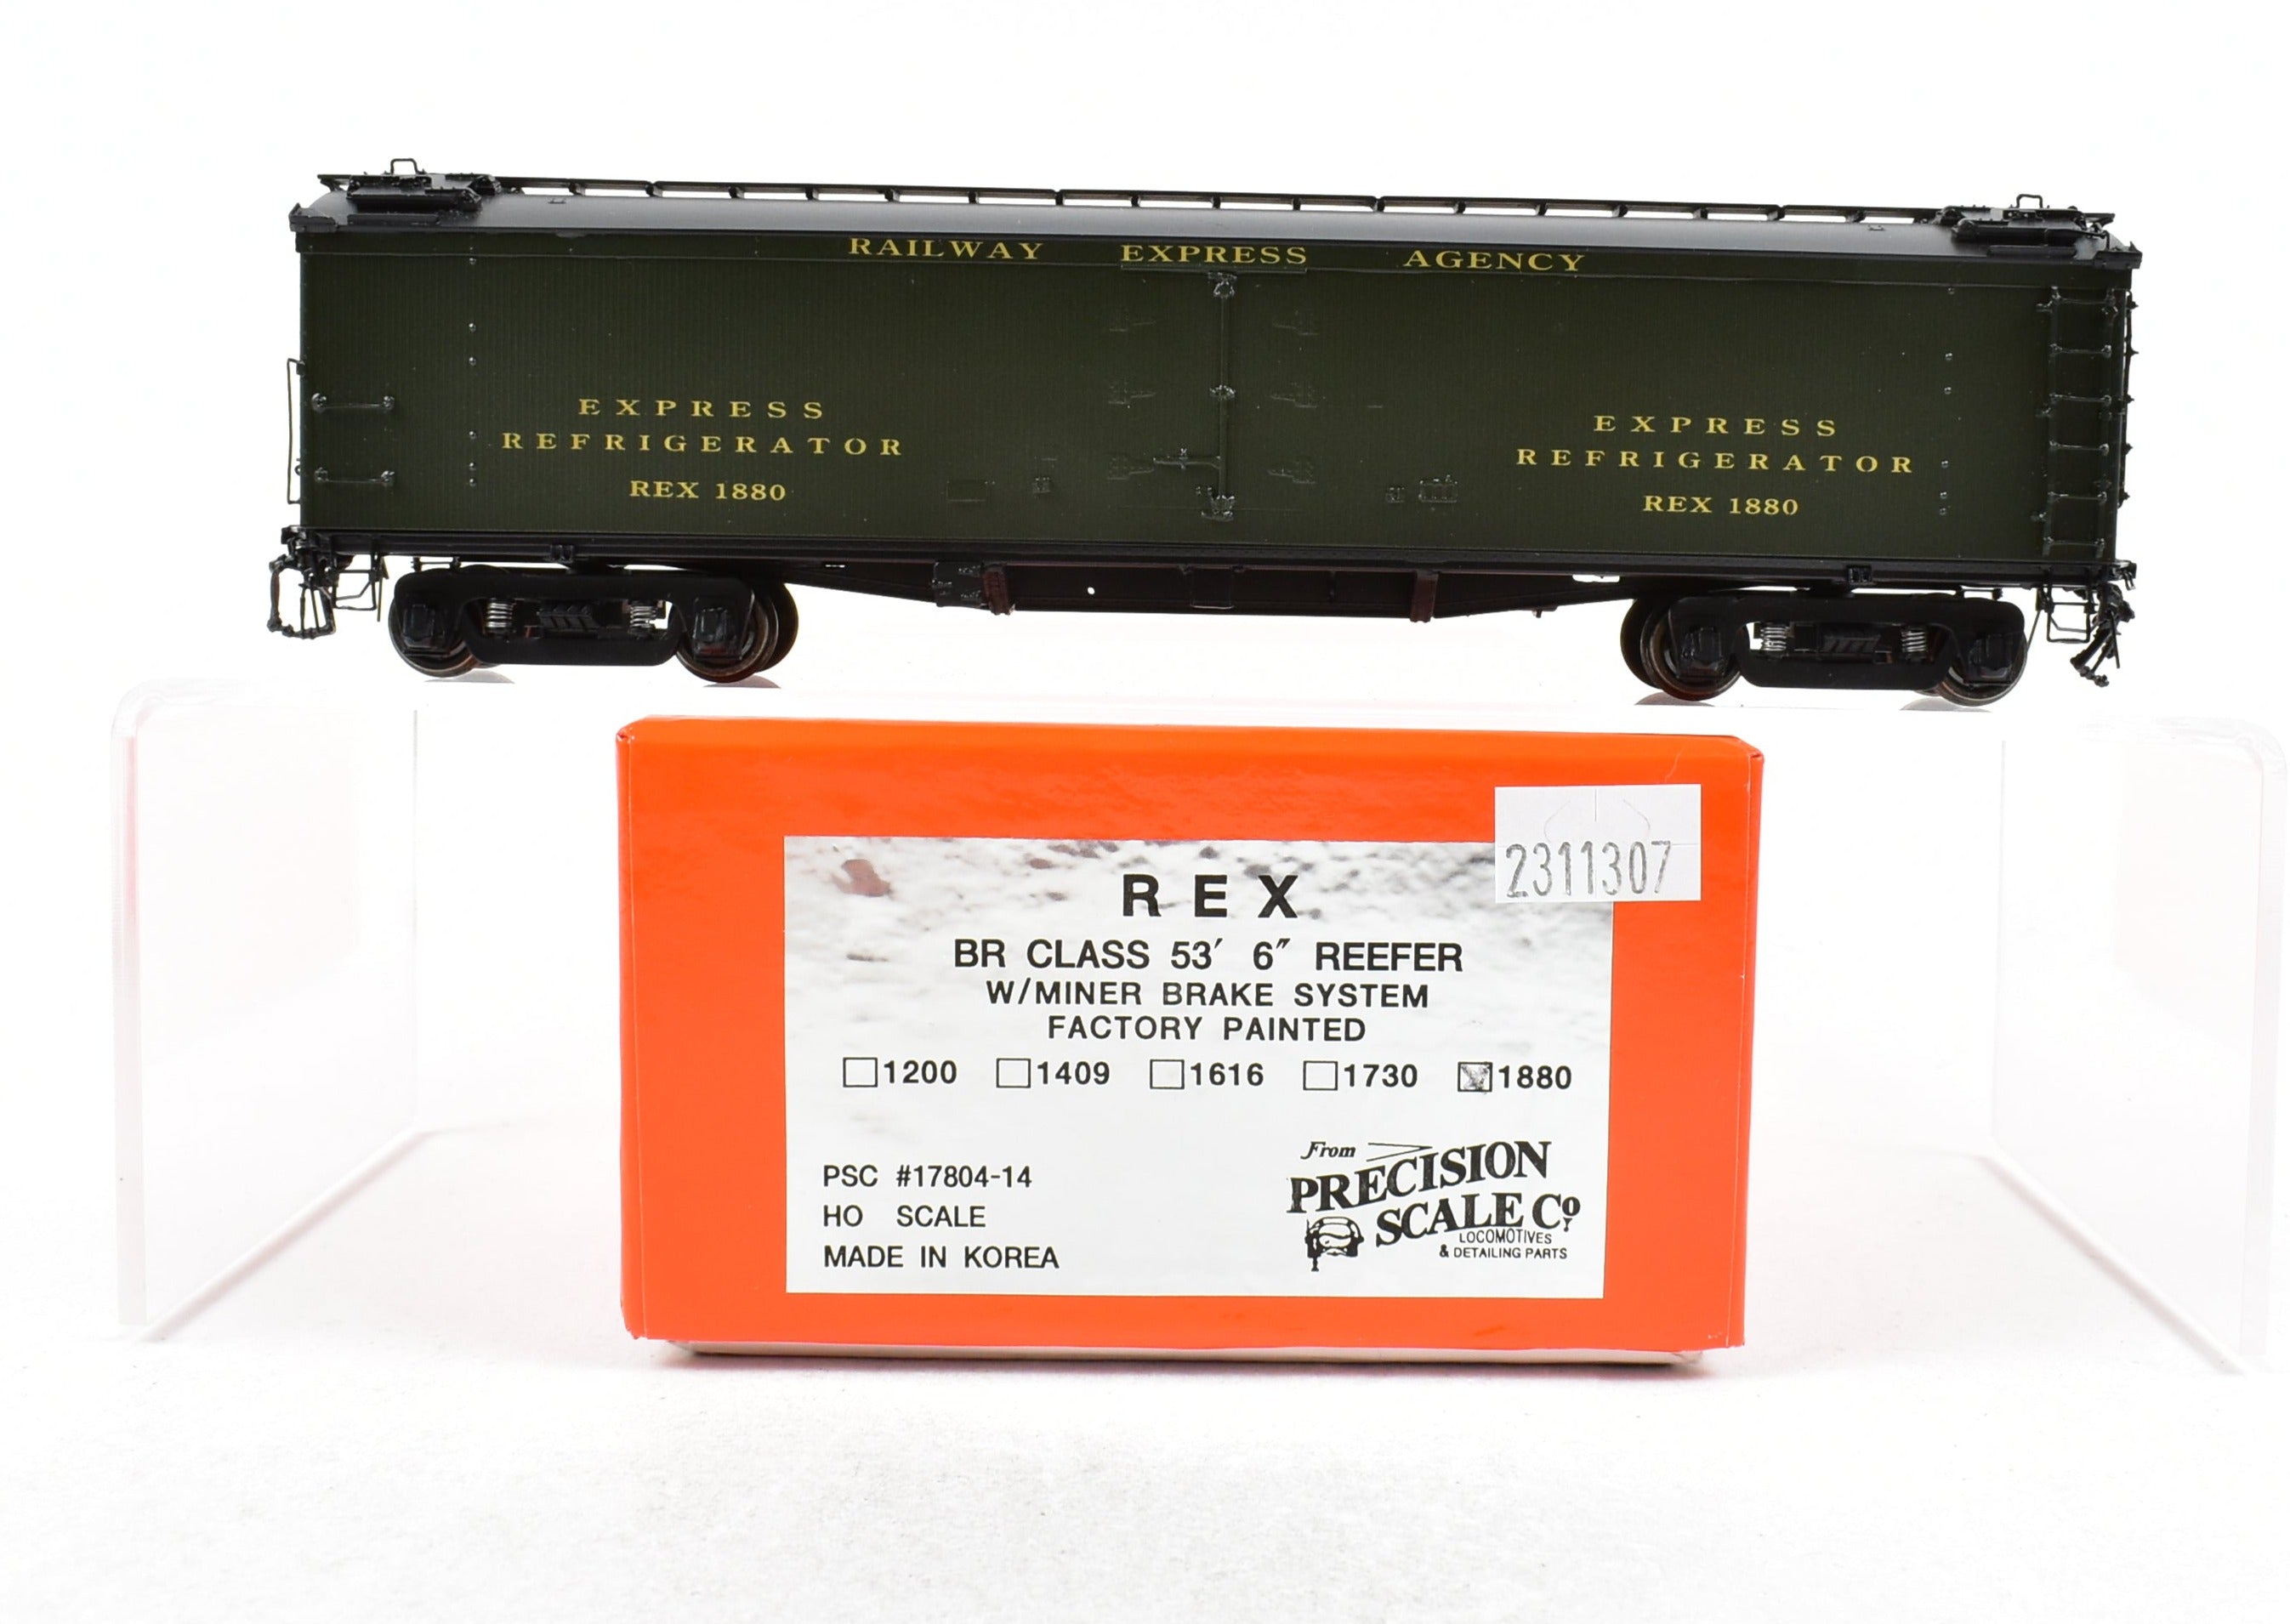 RAILWAY EXPRESS AGENCY
EXPRESS
REFRIGERATOR
REX 1880
EXPRESS
REFRIGERATOR
REX 1880
2311307
REX
BR CLASS 53′ 6″ REEFER
W/MINER BRAKE SYSTEM
FACTORY PAINTED
1200 1409 1616 1730 1880
PSC #17804-14
HO SCALE
MADE IN KOREA
From
PRECISION
SCALE Co
LOCOMOTIVES
& DETAILING PARTS